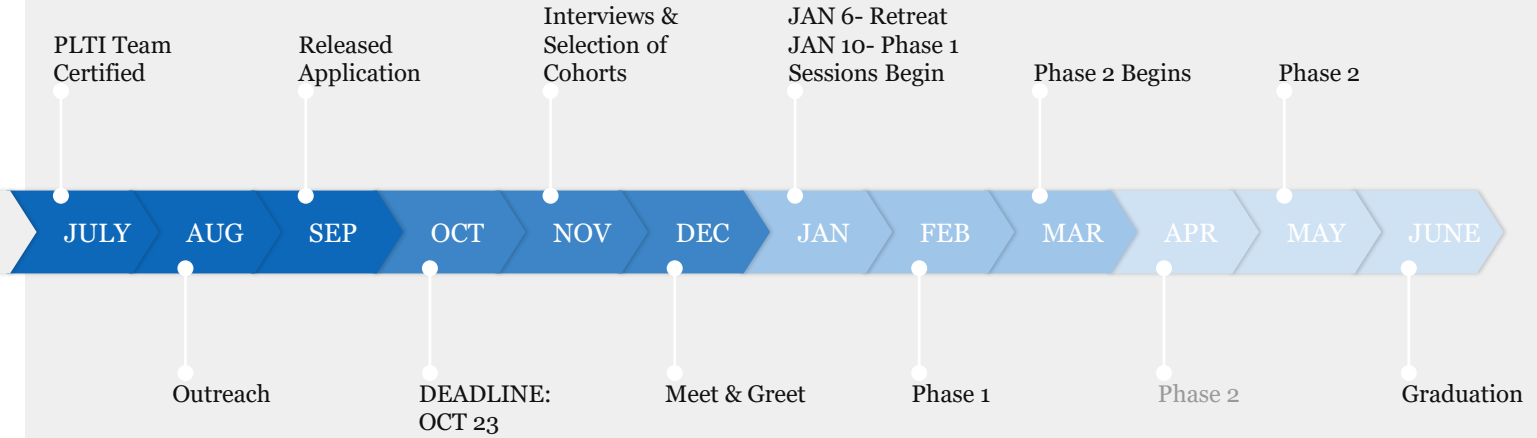 PLTI Team
Certified
Released
Application
Interviews &
Selection of
Cohorts
JAN 6- Retreat
JAN 10- Phase 1
Sessions Begin
Phase 2 Begins
Phase 2
JULY
AUG
SEP
OCT
NOV
DEC
JAN
FEB
MAR
APR
MAY
JUNE
Outreach
DEADLINE:
OCT 23
Meet & Greet
Phase 1
Phase 2
Graduation